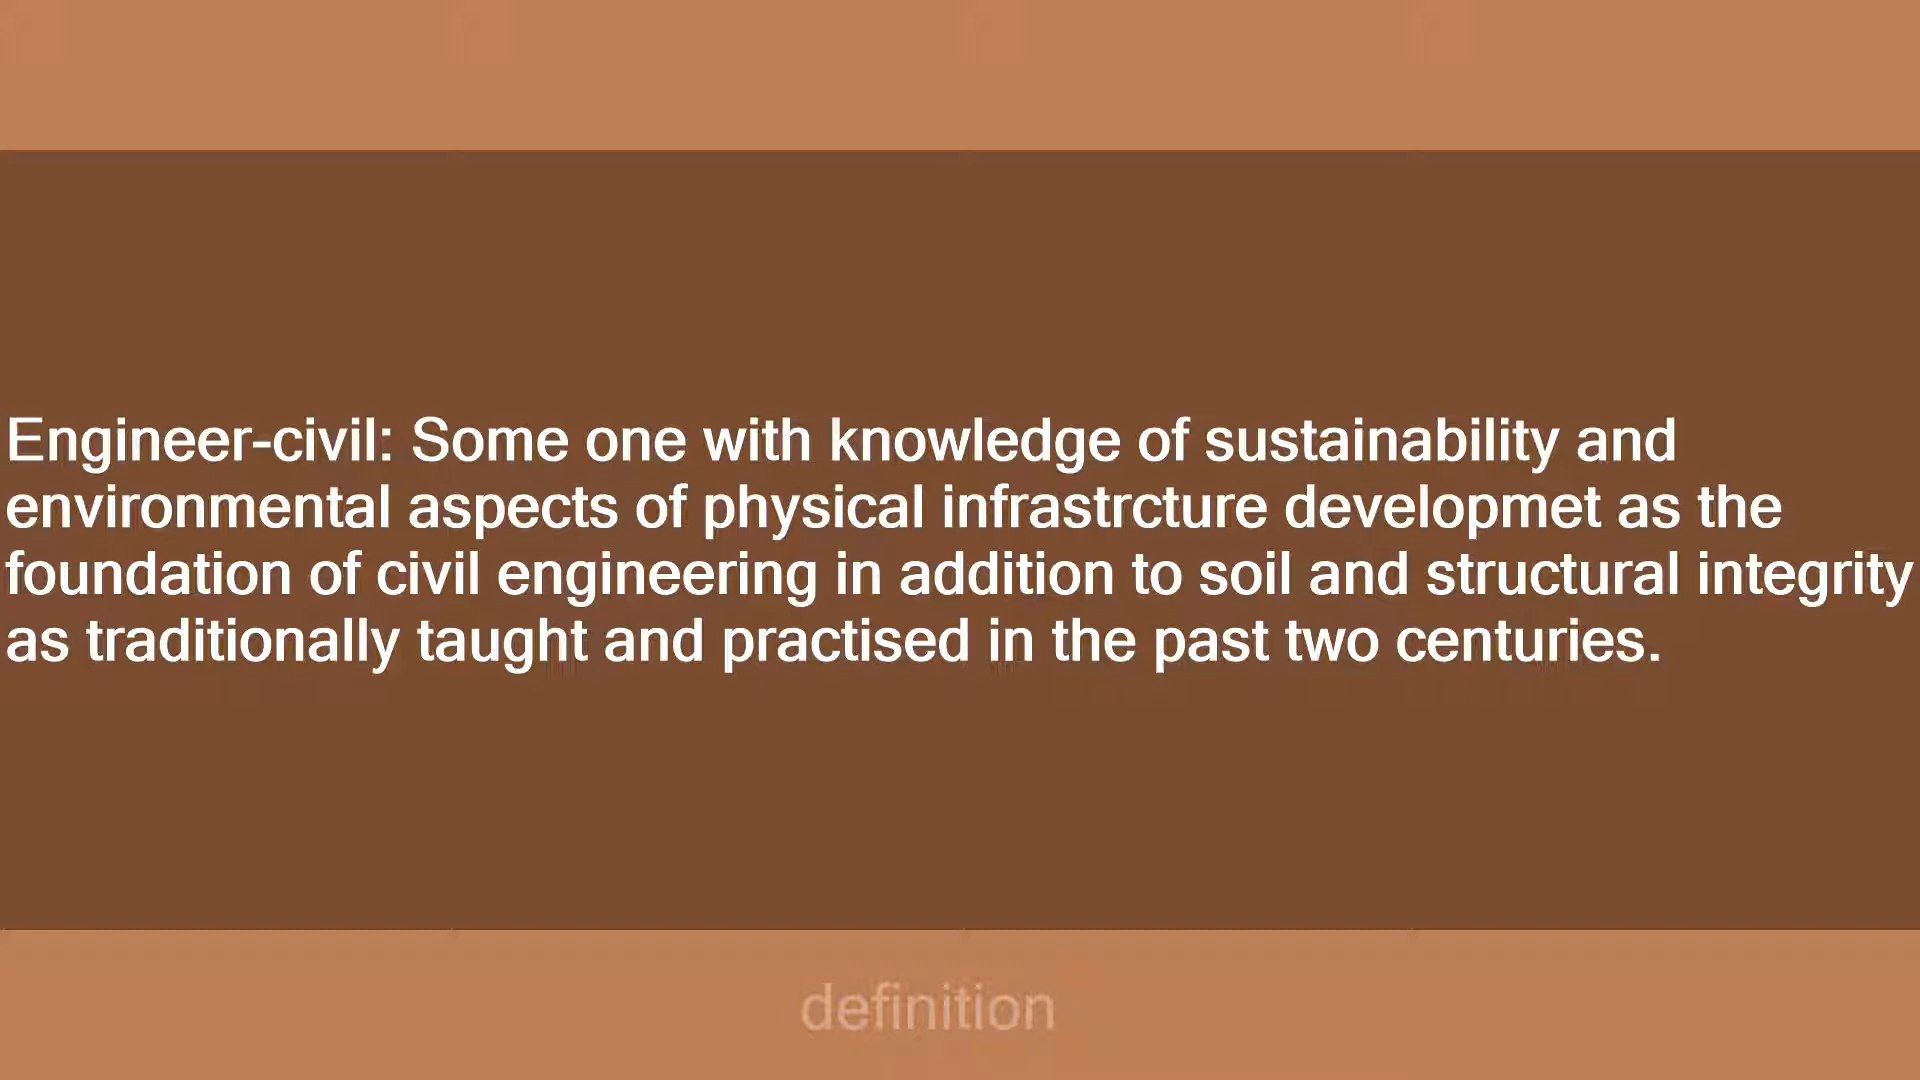 Engineer-civil: Some one with knowledge of sustainability and
environmental aspects of physical infrastrcture developmet as the
foundation of civil engineering in addition to soil and structural integrity
as traditionally taught and practised in the past two centuries.
definition